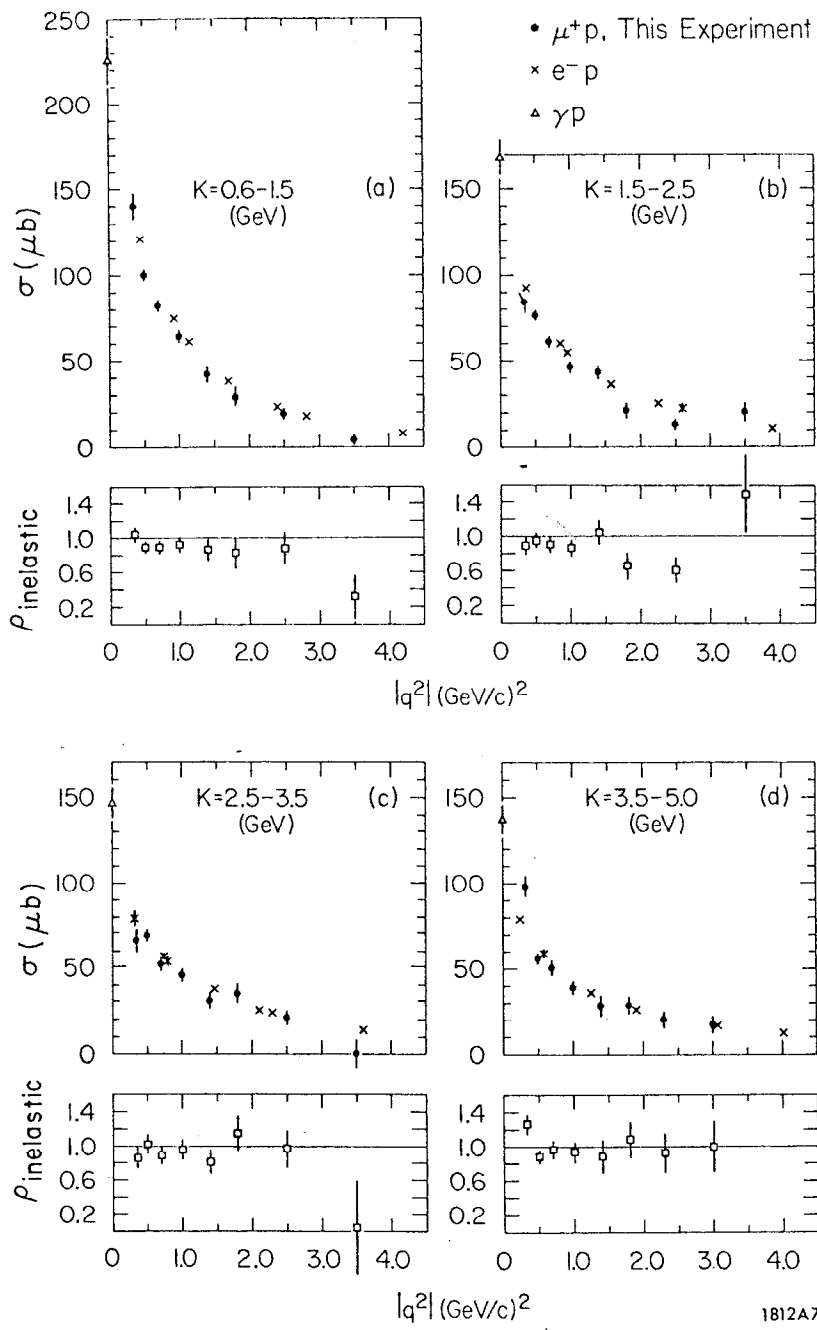 • μ⁺p, This Experiment
× e⁻p
△ γp
250
200
150
100
50
0
σ (μb)
K=0.6-1.5
(GeV)
(a)
150
100
50
0
K=1.5-2.5
(GeV)
(b)
ρinelastic
1.4
1.0
0.6
0.2
0 1.0 2.0 3.0 4.0
1.4
1.0
0.6
0.2
0 1.0 2.0 3.0 4.0
|q²| (GeV/c)²
150
100
50
0
σ (μb)
K=2.5-3.5
(GeV)
(c)
150
100
50
0
K=3.5-5.0
(GeV)
(d)
ρinelastic
1.4
1.0
0.6
0.2
0 1.0 2.0 3.0 4.0
1.4
1.0
0.6
0.2
0 1.0 2.0 3.0 4.0
|q²| (GeV/c)²
1812A7